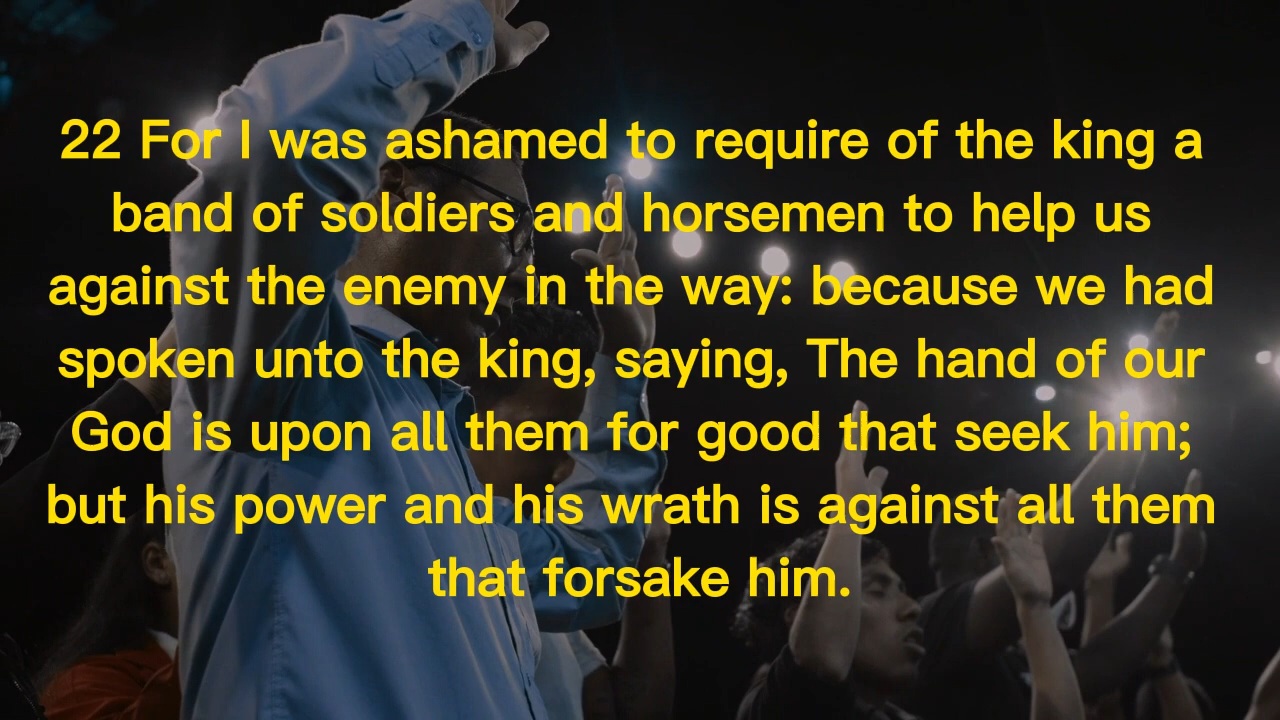 22 For I was ashamed to require of the king a
band of soldiers and horsemen to help us
against the enemy in the way: because we had
spoken unto the king, saying, The hand of our
God is upon all them for good that seek him;
but his power and his wrath is against all them
that forsake him.